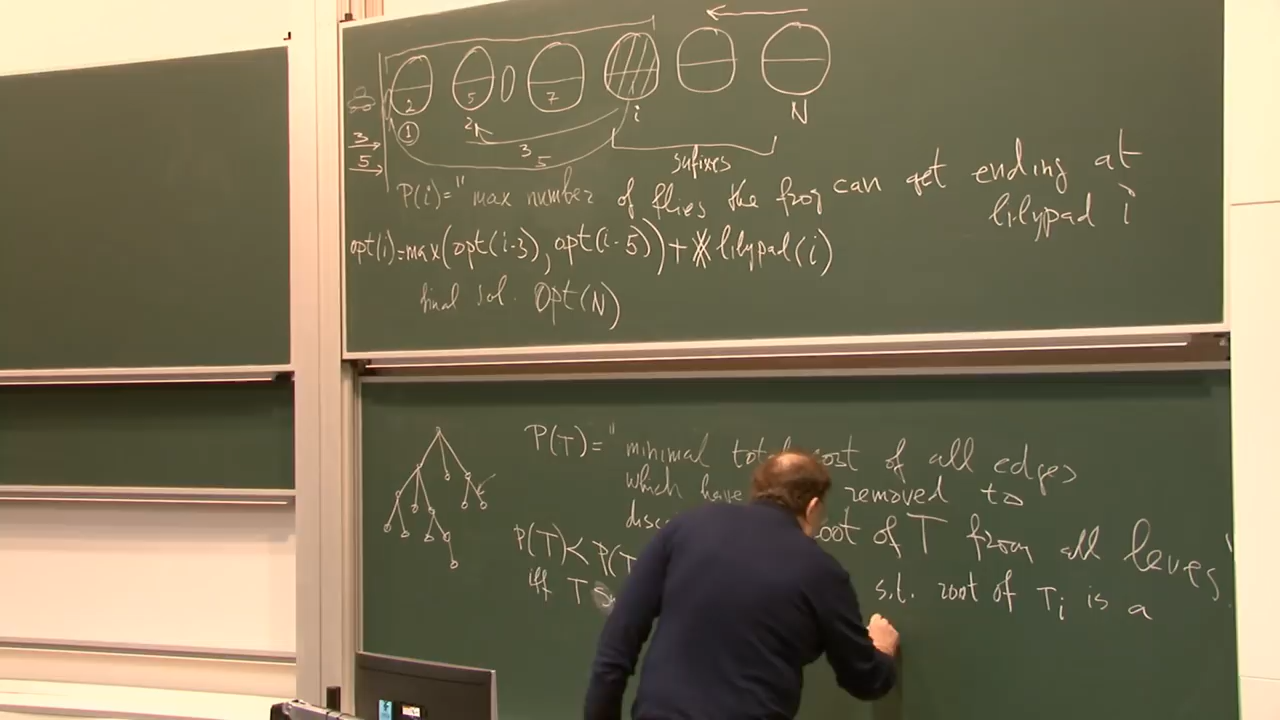 2 5 7
1 2 i N
3 3
5 5 sufixes
P(i)=" max number of flies the frog can get ending at
lilypad i
opt(i)=max(opt(i-3), opt(i-5))+ lilypad(i)
final sol. Opt(N)
P(T)=" minimal cost of all edges
which have removed to
root of T from all leves"
P(T)<P(T
iff T s.t. root of Ti is a